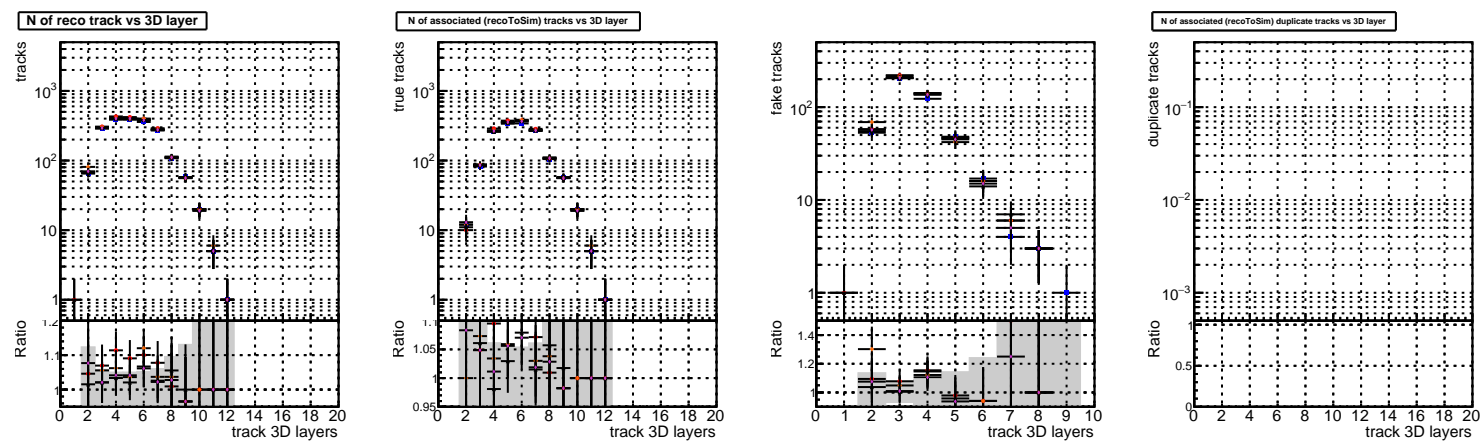 N of reco track vs 3D layer
tracks
10³
10²
10
1
Ratio
1.2
1.1
1
0 2 4 6 8 10 12 14 16 18 20
track 3D layers
N of associated (recoToSim) tracks vs 3D layer
true tracks
10³
10²
10
1
Ratio
1.05
1
0.95
0 2 4 6 8 10 12 14 16 18 20
track 3D layers
fake tracks
10²
10
1
Ratio
1.4
1.2
1
0 1 2 3 4 5 6 7 8 9 10
track 3D layers
N of associated (recoToSim) duplicate tracks vs 3D layer
duplicate tracks
10⁻¹
10⁻²
10⁻³
Ratio
1
0.5
0
0 2 4 6 8 10 12 14 16 18 20
track 3D layers